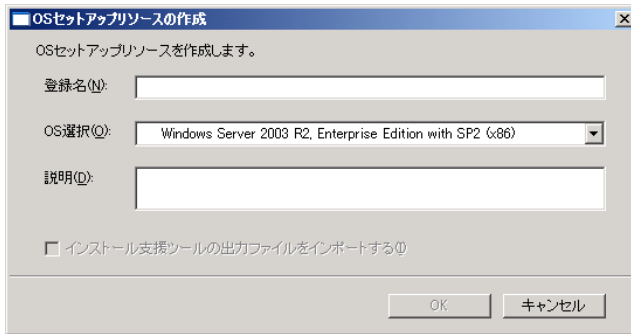 OSセットアップリソースの作成
OSセットアップリソースを作成します。
登録名(N):
OS選択(O): Windows Server 2003 R2, Enterprise Edition with SP2 (x86)
説明(D):
インストール支援ツールの出力ファイルをインポートする(I)
OK キャンセル